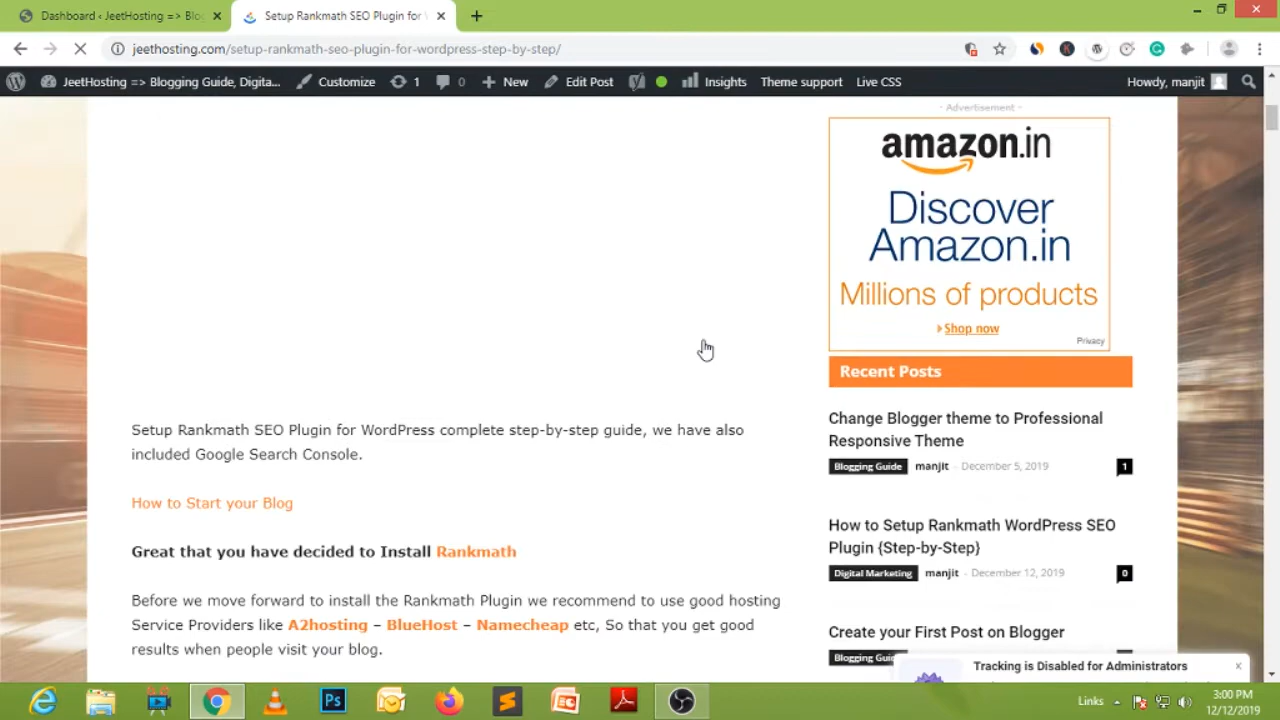 Dashboard ‹ JeetHosting => Blog
Setup Rankmath SEO Plugin for W
jeethosting.com/setup-rankmath-seo-plugin-for-wordpress-step-by-step/
JeetHosting => Blogging Guide, Digita... Customize 1 0 New Edit Post Insights Theme support Live CSS Howdy, manjit
- Advertisement -
amazon.in
Discover
Amazon.in
Millions of products
Shop now
Privacy
Setup Rankmath SEO Plugin for WordPress complete step-by-step guide, we have also
included Google Search Console.
How to Start your Blog
Great that you have decided to Install Rankmath
Before we move forward to install the Rankmath Plugin we recommend to use good hosting
Service Providers like A2hosting – BlueHost – Namecheap etc, So that you get good
results when people visit your blog.
Recent Posts
Change Blogger theme to Professional
Responsive Theme
Blogging Guide manjit - December 5, 2019 1
How to Setup Rankmath WordPress SEO
Plugin {Step-by-Step}
Digital Marketing manjit - December 12, 2019 0
Create your First Post on Blogger
Blogging
Tracking is Disabled for Administrators
Links
3:00 PM
12/12/2019